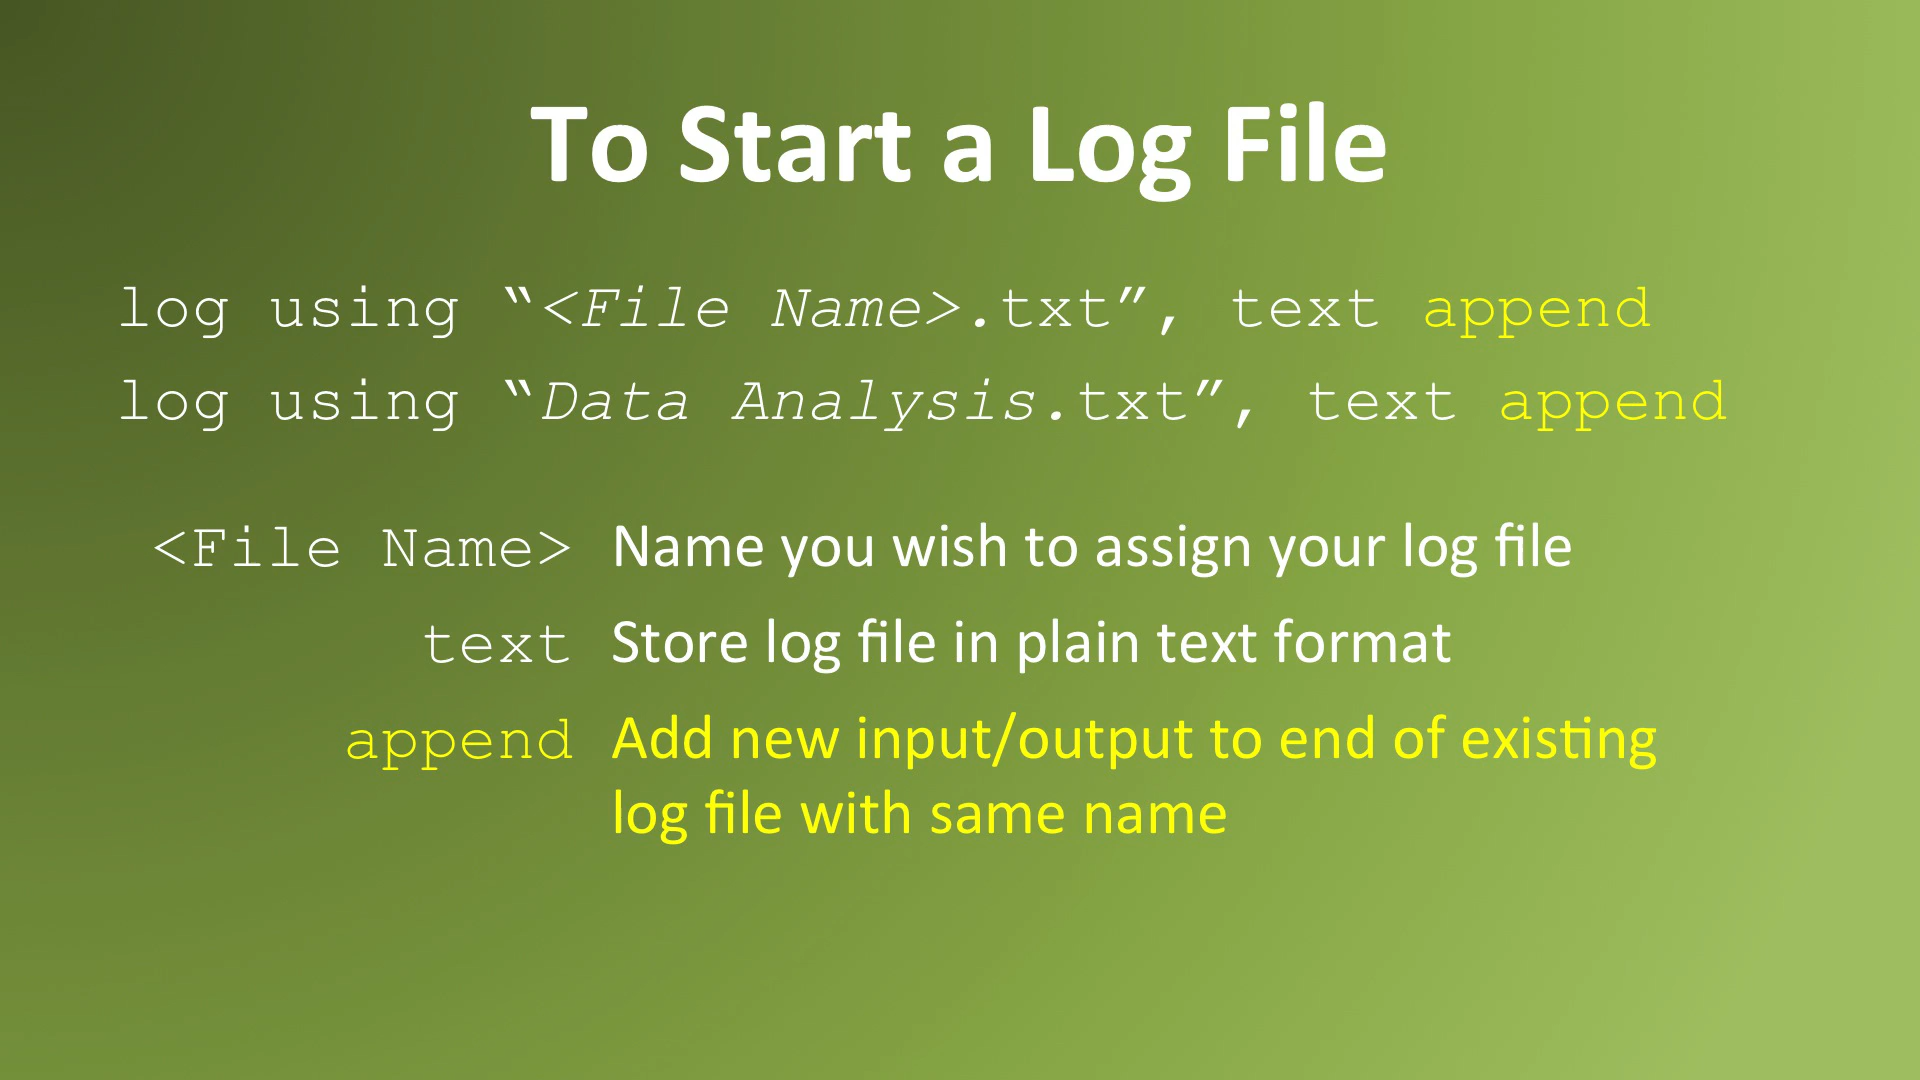 To Start a Log File
log using “<File Name>.txt”, text append
log using “Data Analysis.txt”, text append
<File Name> Name you wish to assign your log file
text Store log file in plain text format
append Add new input/output to end of existing
log file with same name